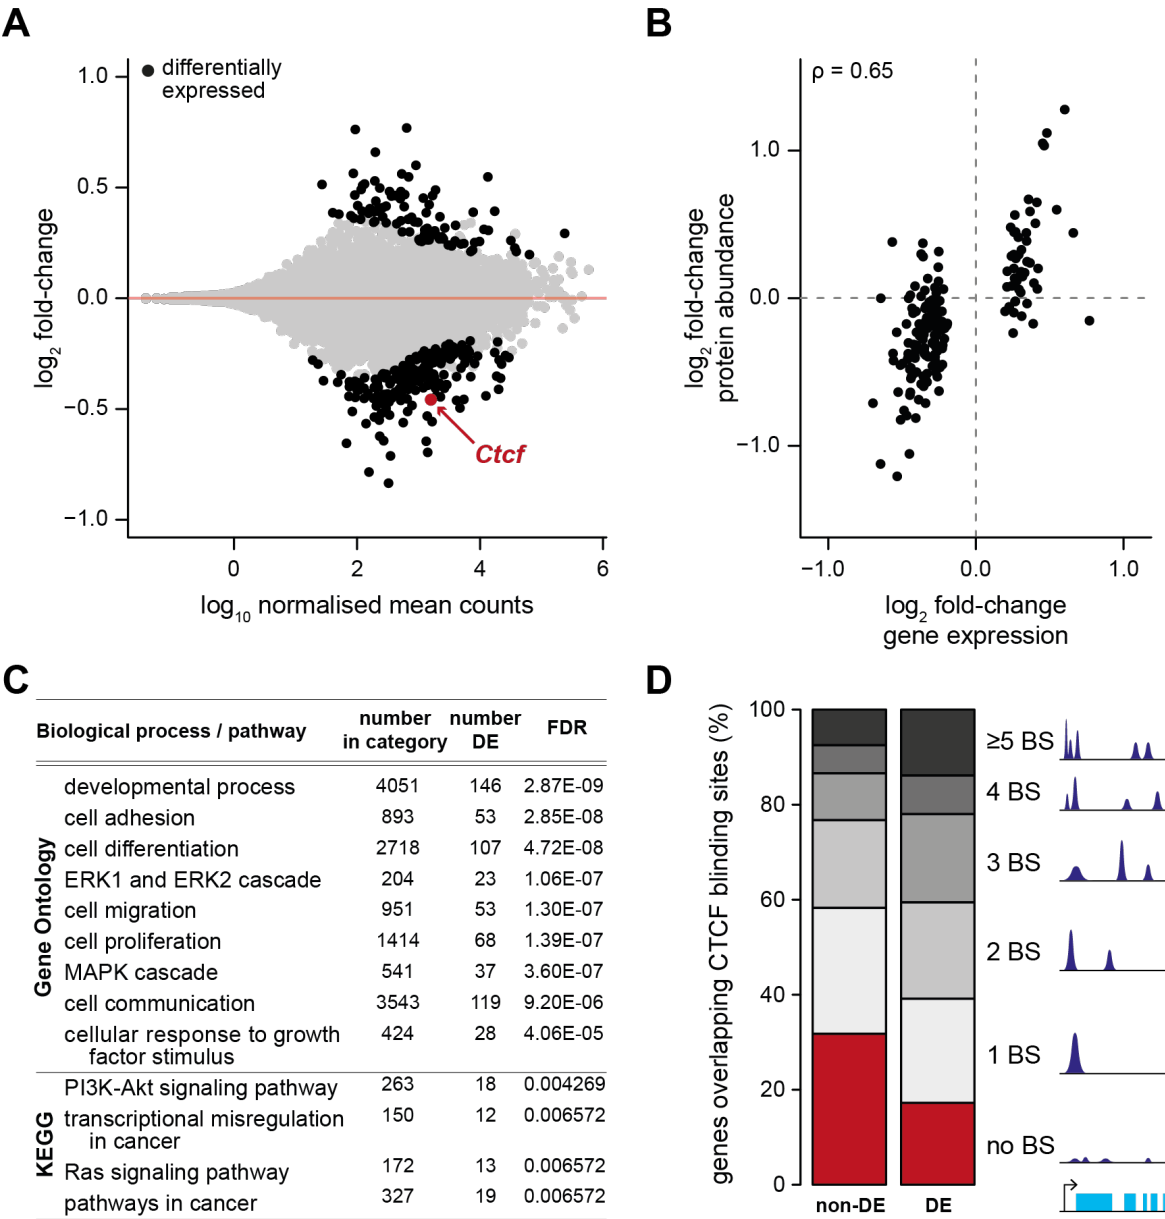 A
differentially
expressed
1.0
0.5
0.0
−0.5
−1.0
log2 fold-change
Ctcf
0 2 4 6
log10 normalised mean counts
B
ρ = 0.65
1.0
0.0
−1.0
log2 fold-change
protein abundance
−1.0 0.0 1.0
log2 fold-change
gene expression
C
Biological process / pathway number in category number DE FDR
Gene Ontology
developmental process 4051 146 2.87E-09
cell adhesion 893 53 2.85E-08
cell differentiation 2718 107 4.72E-08
ERK1 and ERK2 cascade 204 23 1.06E-07
cell migration 951 53 1.30E-07
cell proliferation 1414 68 1.39E-07
MAPK cascade 541 37 3.60E-07
cell communication 3543 119 9.20E-06
cellular response to growth 424 28 4.06E-05
factor stimulus
KEGG
PI3K-Akt signaling pathway 263 18 0.004269
transcriptional misregulation 150 12 0.006572
in cancer
Ras signaling pathway 172 13 0.006572
pathways in cancer 327 19 0.006572
D
genes overlapping CTCF blinding sites (%)
100
80
60
40
20
0
non-DE DE
≥5 BS
4 BS
3 BS
2 BS
1 BS
no BS